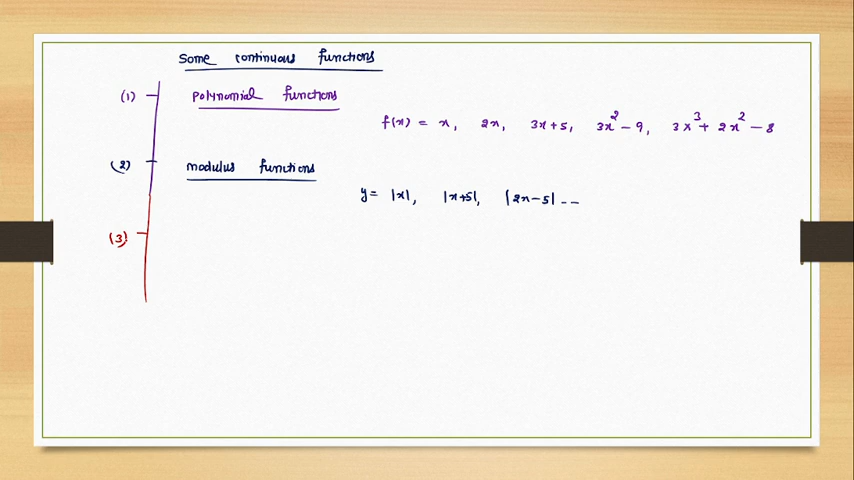 Some continuous functions
(1) polynomial functions
f(x) = x, 2x, 3x+5, 3x² - 9, 3x³ + 2x² - 8
(2) modulus functions
y = |x|, |x+5|, |2x-5| --
(3)